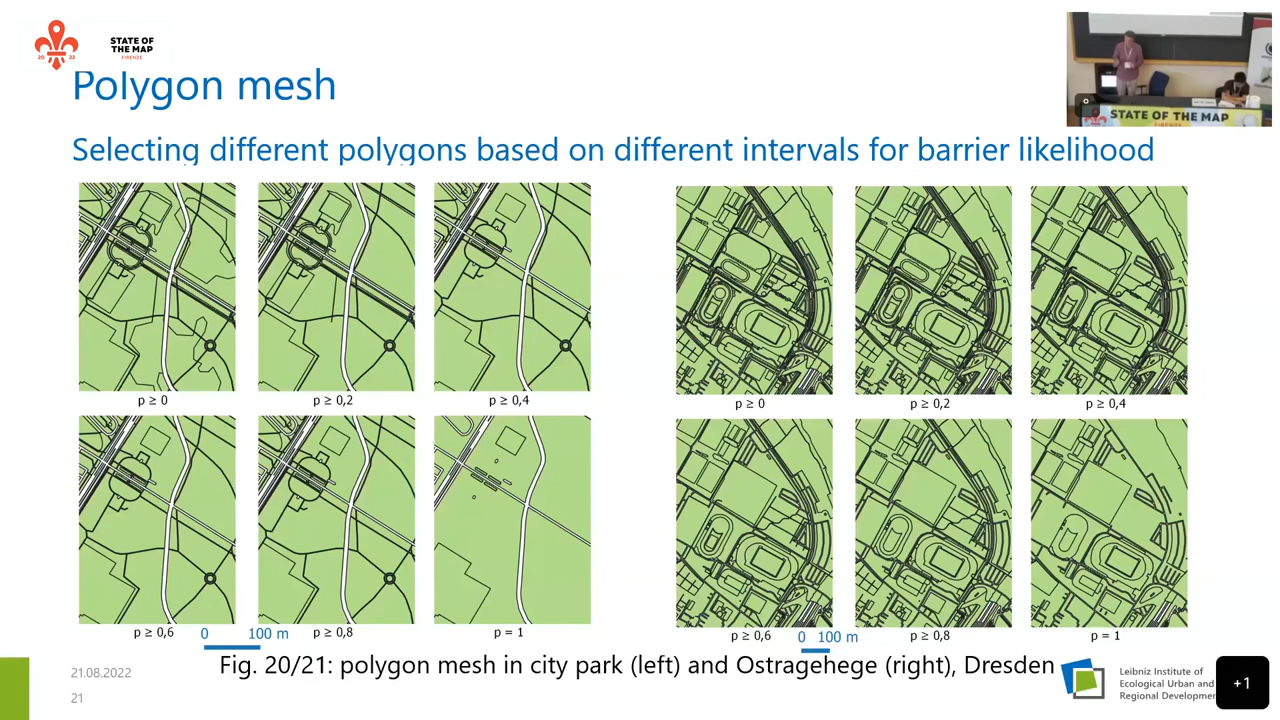 STATE OF
THE MAP
20 22
FIRENZE
Polygon mesh
Selecting different polygons based on different intervals for barrier likelihood
p ≥ 0
p ≥ 0,2
p ≥ 0,4
p ≥ 0
p ≥ 0,2
p ≥ 0,4
p ≥ 0,6
0 100 m
p ≥ 0,8
p = 1
p ≥ 0,6
0 100 m
p ≥ 0,8
p = 1
Fig. 20/21: polygon mesh in city park (left) and Ostragehege (right), Dresden
21.08.2022
21
Leibniz Institute of
Ecological Urban and
Regional Developmen
+1
STATE OF THE MAP
FIRENZE